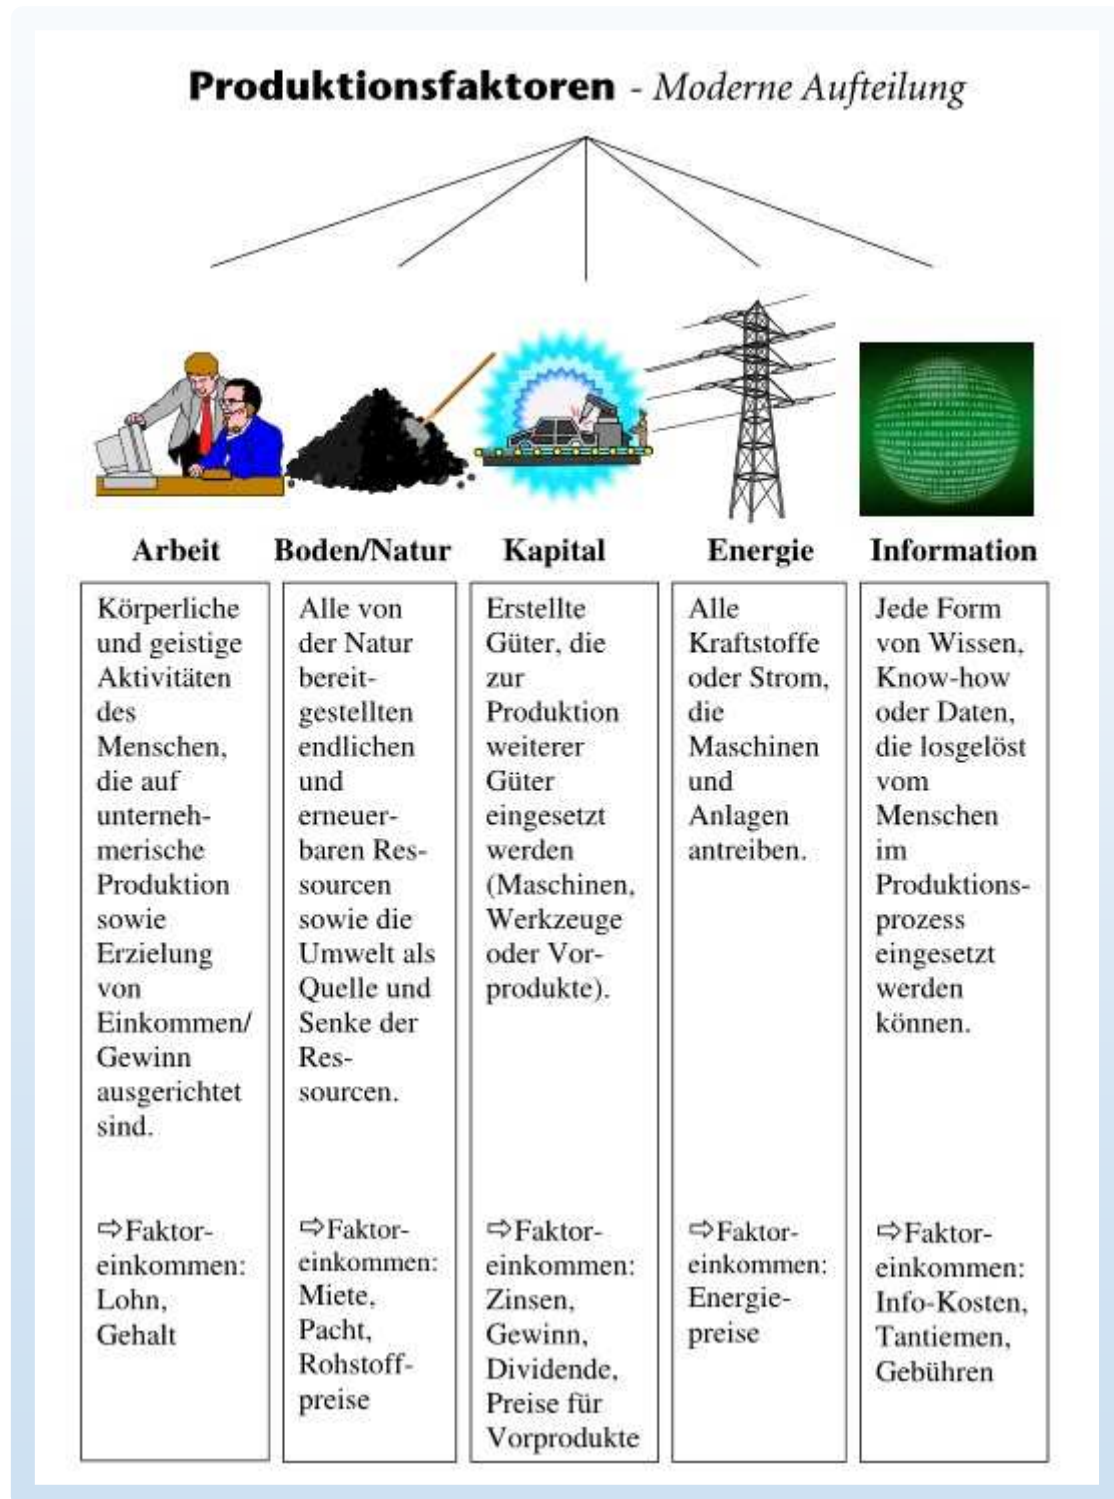 Produktionsfaktoren - Moderne Aufteilung
Arbeit
Körperliche
und geistige
Aktivitäten
des
Menschen,
die auf
unterneh-
merische
Produktion
sowie
Erzielung
von
Einkommen/
Gewinn
ausgerichtet
sind.
⇨Faktor-
einkommen:
Lohn,
Gehalt
Boden/Natur
Alle von
der Natur
bereit-
gestellten
endlichen
und
erneuer-
baren Res-
sourcen
sowie die
Umwelt als
Quelle und
Senke der
Res-
sourcen.
⇨Faktor-
einkommen:
Miete,
Pacht,
Rohstoff-
preise
Kapital
Erstellte
Güter, die
zur
Produktion
weiterer
Güter
eingesetzt
werden
(Maschinen,
Werkzeuge
oder Vor-
produkte).
⇨Faktor-
einkommen:
Zinsen,
Gewinn,
Dividende,
Preise für
Vorprodukte
Energie
Alle
Kraftstoffe
oder Strom,
die
Maschinen
und
Anlagen
antreiben.
⇨Faktor-
einkommen:
Energie-
preise
Information
Jede Form
von Wissen,
Know-how
oder Daten,
die losgelöst
vom
Menschen
im
Produktions-
prozess
eingesetzt
werden
können.
⇨Faktor-
einkommen:
Info-Kosten,
Tantiemen,
Gebühren